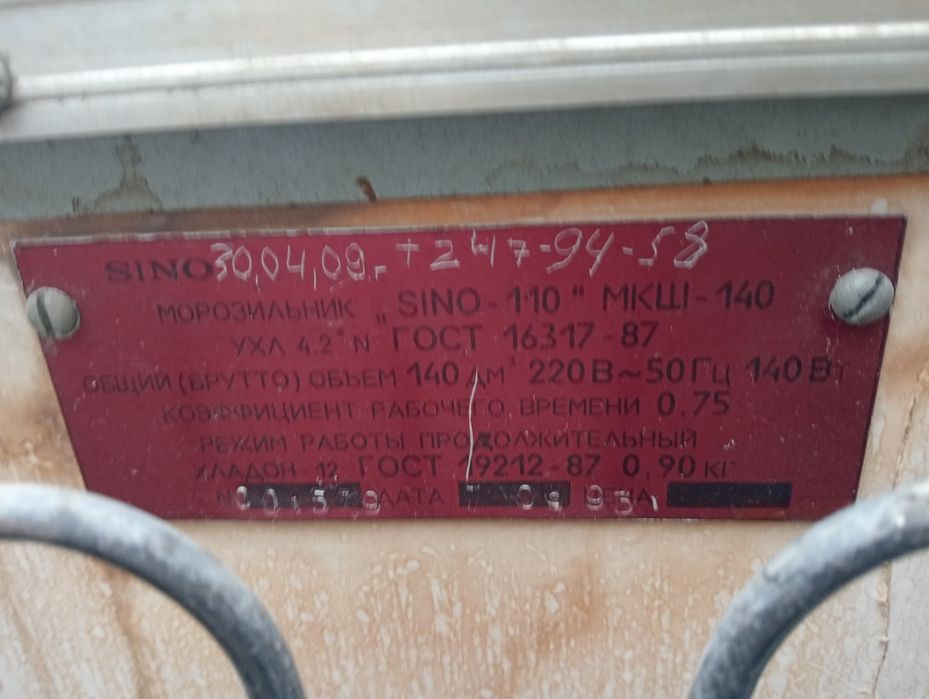 SINO 30,04,09. + 247-94-58
МОРОЗИЛЬНИК „SINO-110" МКШ-140
УХЛ 4.2* N ГОСТ 16317-87
ОБЩИЙ (БРУТТО) ОБЪЕМ 140 дм³ 220 В ~ 50 Гц 140 Вт
КОЭФФИЦИЕНТ РАБОЧЕГО ВРЕМЕНИ 0,75
РЕЖИМ РАБОТЫ ПРОДОЛЖИТЕЛЬНЫЙ
ХЛАДОН-12 ГОСТ 19212-87 0,90 КГ
N ДАТА ЦЕНА